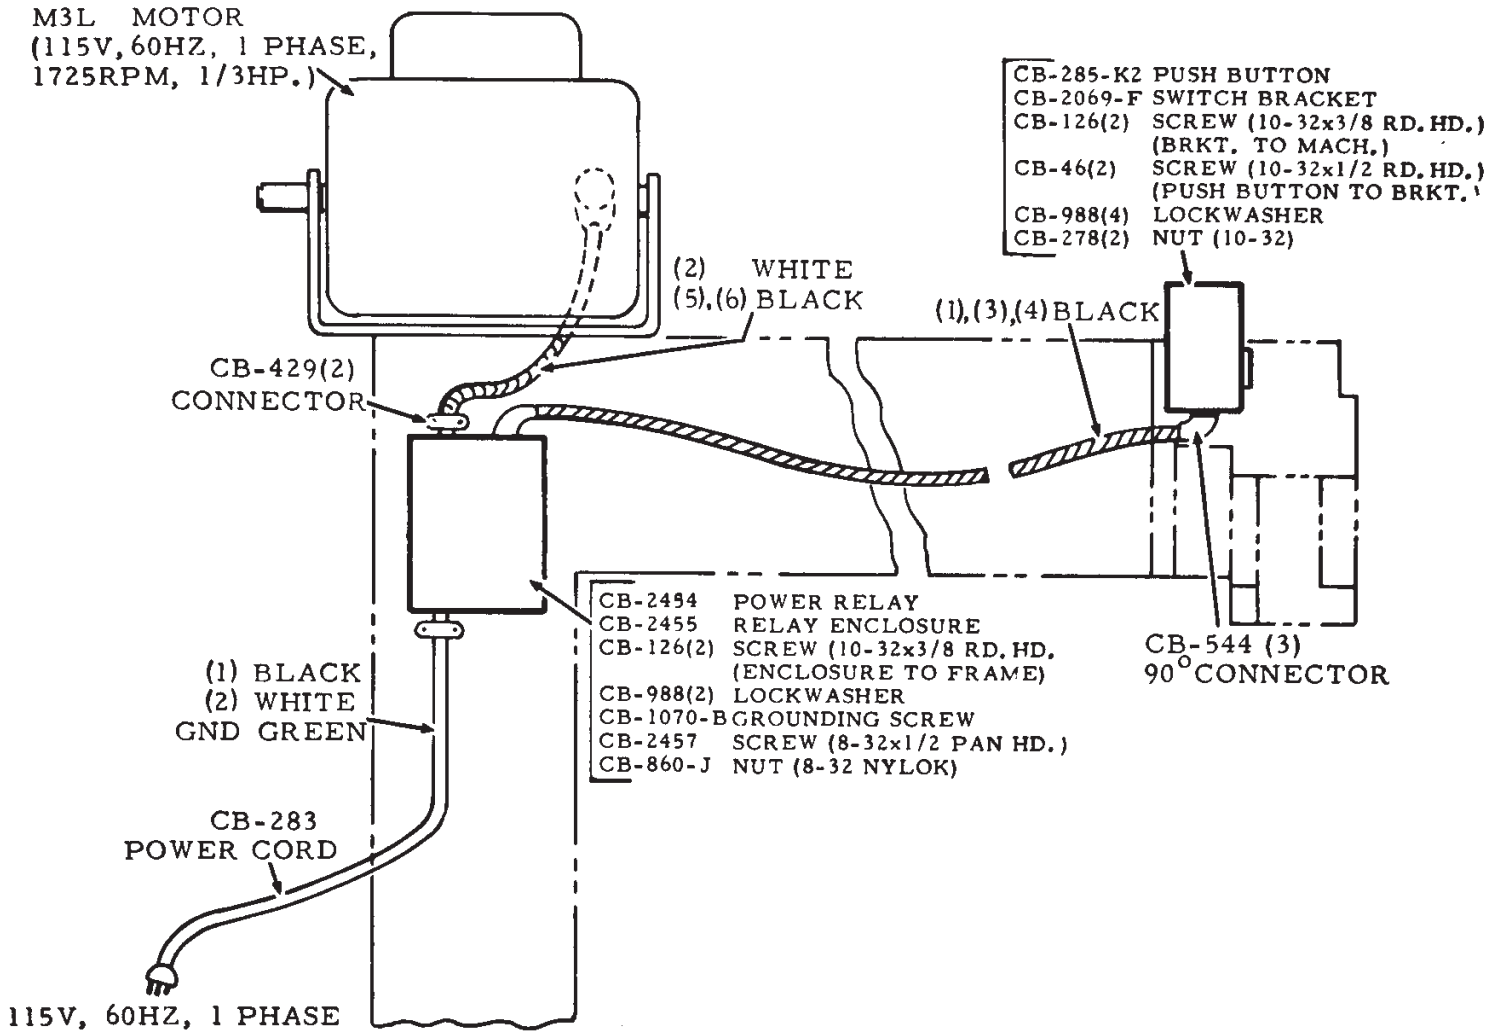 M3L MOTOR
(115V, 60HZ, 1 PHASE,
1725RPM, 1/3HP.)
CB-285-K2 PUSH BUTTON
CB-2069-F SWITCH BRACKET
CB-126(2) SCREW (10-32x3/8 RD. HD.)
(BRKT. TO MACH.)
CB-46(2) SCREW (10-32x1/2 RD. HD.)
(PUSH BUTTON TO BRKT.
CB-988(4) LOCKWASHER
CB-278(2) NUT (10-32)
(2) WHITE
(5),(6) BLACK
(1),(3),(4) BLACK
CB-429(2)
CONNECTOR
CB-2454 POWER RELAY
CB-2455 RELAY ENCLOSURE
CB-126(2) SCREW (10-32x3/8 RD. HD.
(ENCLOSURE TO FRAME)
CB-988(2) LOCKWASHER
CB-1070-B GROUNDING SCREW
CB-2457 SCREW (8-32x1/2 PAN HD.)
CB-860-J NUT (8-32 NYLOK)
CB-544 (3)
90° CONNECTOR
(1) BLACK
(2) WHITE
GND GREEN
CB-283
POWER CORD
115V, 60HZ, 1 PHASE